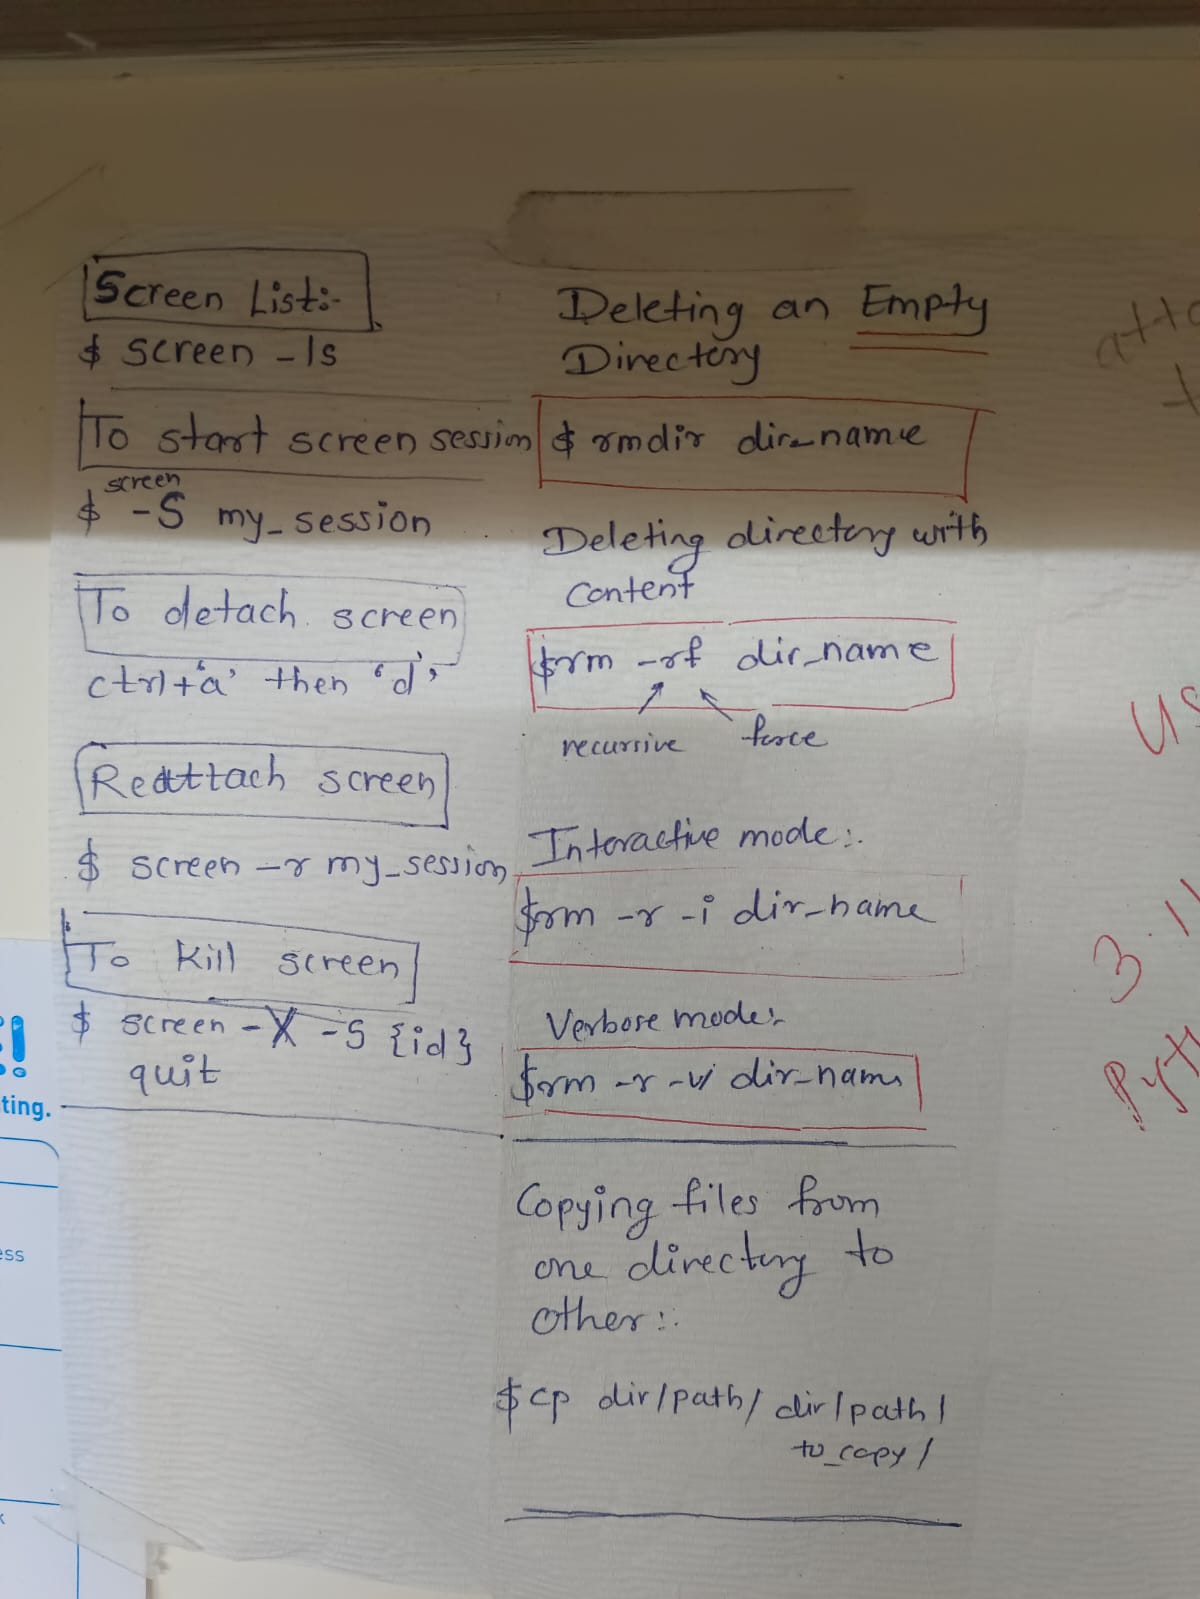 Screen List:-
$ screen -ls
To start screen session
screen
$ -S my_session
To detach screen
ctrl+'a' then 'd'
Reattach screen
$ screen -r my_session
To kill screen
$ screen -X -S {id}
quit
Deleting an Empty
Directory
$ rmdir dir_name
Deleting directory with
content
$rm -rf dir_name
recursive force
Interactive mode:.
$rm -r -i dir_name
Verbose mode:-
$rm -r -v dir_name
Copying files from
one directory to
other:.
$cp dir/path/ dir/path/
to_copy/
atta
US
3.11
Pyt
ting.
ess